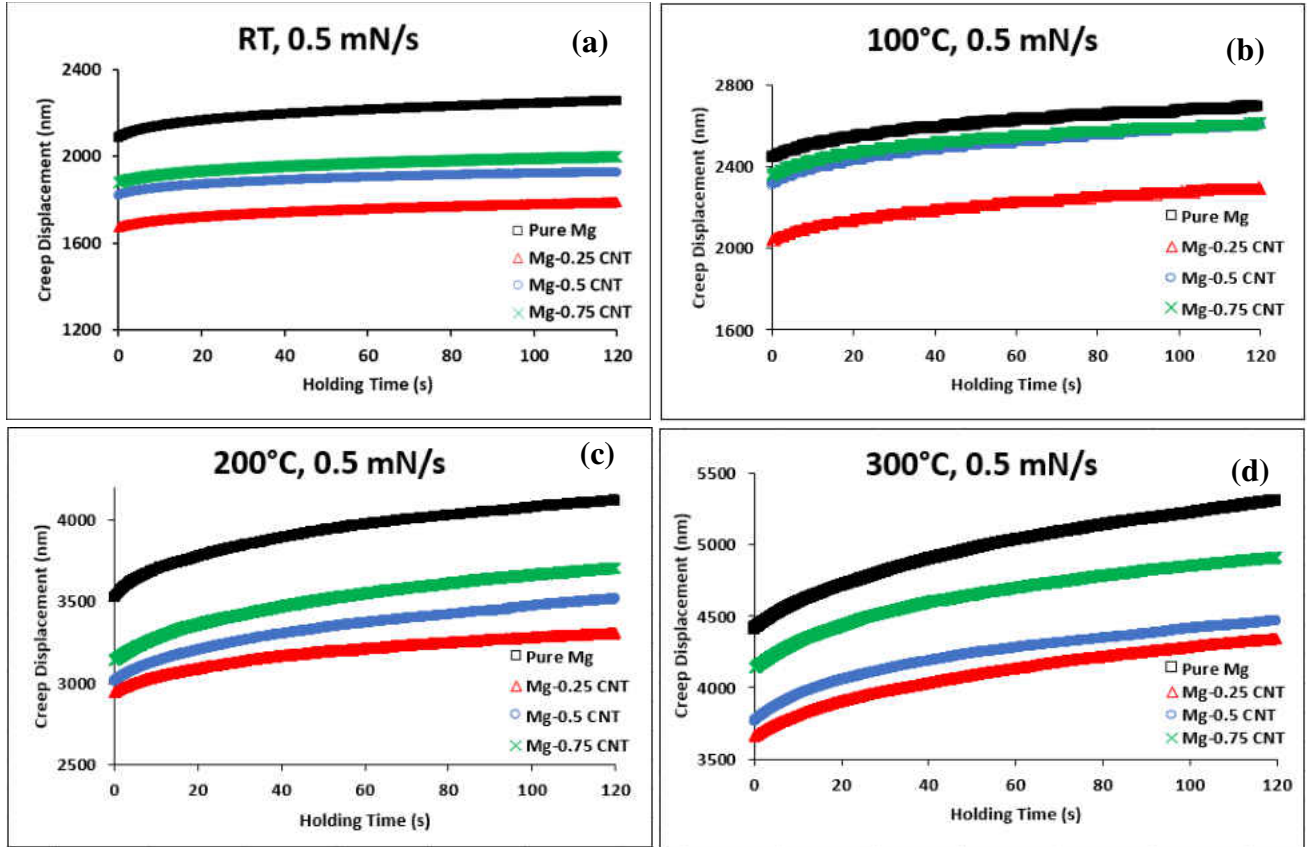 RT, 0.5 mN/s
(a)
Creep Displacement (nm)
2400
2000
1600
1200
Pure Mg
Mg-0.25 CNT
Mg-0.5 CNT
Mg-0.75 CNT
0 20 40 60 80 100 120
Holding Time (s)
100°C, 0.5 mN/s
(b)
Creep Displacement (nm)
2800
2400
2000
1600
Pure Mg
Mg-0.25 CNT
Mg-0.5 CNT
Mg-0.75 CNT
0 20 40 60 80 100 120
Holding Time (s)
200°C, 0.5 mN/s
(c)
Creep Displacement (nm)
4000
3500
3000
2500
Pure Mg
Mg-0.25 CNT
Mg-0.5 CNT
Mg-0.75 CNT
0 20 40 60 80 100 120
Holding Time (s)
300°C, 0.5 mN/s
(d)
Creep Displacement (nm)
5500
5000
4500
4000
3500
Pure Mg
Mg-0.25 CNT
Mg-0.5 CNT
Mg-0.75 CNT
0 20 40 60 80 100 120
Holding Time (s)